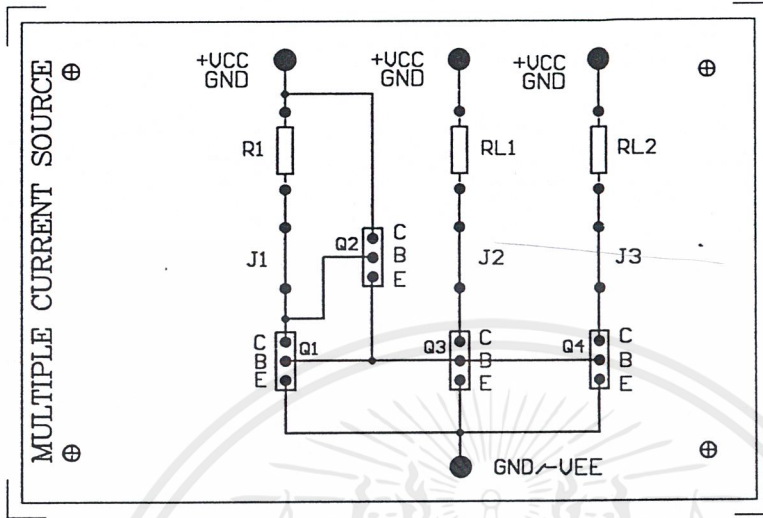 MULTIPLE CURRENT SOURCE
+VCC
GND
+VCC
GND
+VCC
GND
R1
RL1
RL2
J1
Q2
C
B
E
J2
J3
C
B
E
Q1
Q3
C
B
E
Q4
C
B
E
GND/-VEE